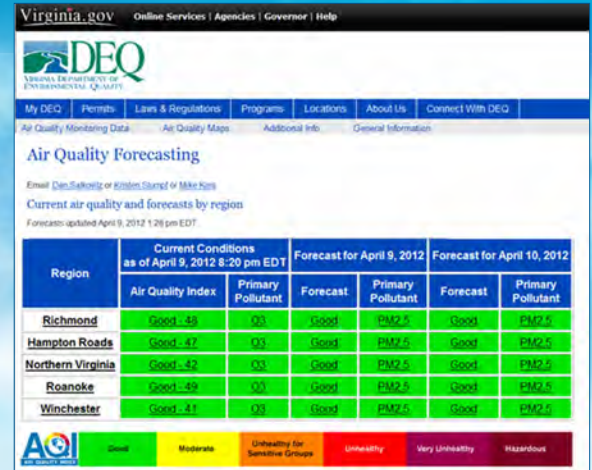 Virginia.gov Online Services | Agencies | Governor | Help
DEQ
VIRGINIA DEPARTMENT OF
ENVIRONMENTAL QUALITY
My DEQ Permits Laws & Regulations Programs Locations About Us Connect With DEQ
Air Quality Monitoring Data Air Quality Maps Additional Info General Information
Air Quality Forecasting
Email: Dan Salkovitz or Kristen Stumpf or Mike Kiss
Current air quality and forecasts by region
Forecasts updated April 9, 2012 1:26 pm EDT
Region
Current Conditions
as of April 9, 2012 8:20 pm EDT
Forecast for April 9, 2012 Forecast for April 10, 2012
Air Quality Index Primary Pollutant Forecast Primary Pollutant Forecast Primary Pollutant
Richmond Good - 48 O3 Good PM2.5 Good PM2.5
Hampton Roads Good - 47 O3 Good PM2.5 Good PM2.5
Northern Virginia Good - 42 O3 Good PM2.5 Good PM2.5
Roanoke Good - 49 O3 Good PM2.5 Good PM2.5
Winchester Good - 41 O3 Good PM2.5 Good PM2.5
AQI Good Moderate Unhealthy for Sensitive Groups Unhealthy Very Unhealthy Hazardous
AIR QUALITY INDEX